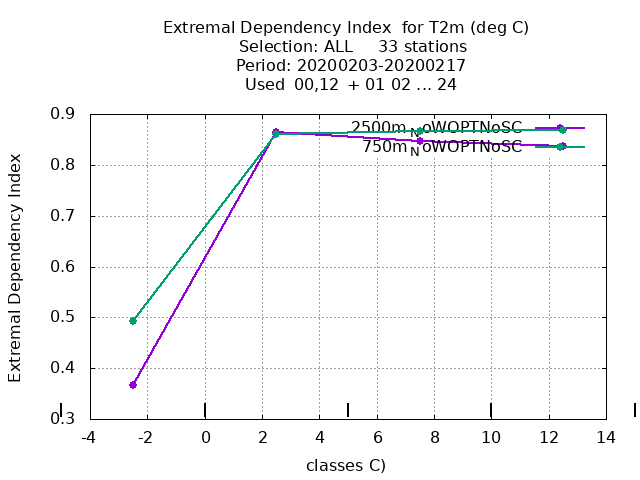 Extremal Dependency Index for T2m (deg C)
Selection: ALL 33 stations
Period: 20200203-20200217
Used 00,12 + 01 02 ... 24
0.9
0.8
0.7
0.6
0.5
0.4
0.3
Extremal Dependency Index
2500m_NoWOPTNoSC
750m_NoWOPTNoSC
-4 -2 0 2 4 6 8 10 12 14
classes C)